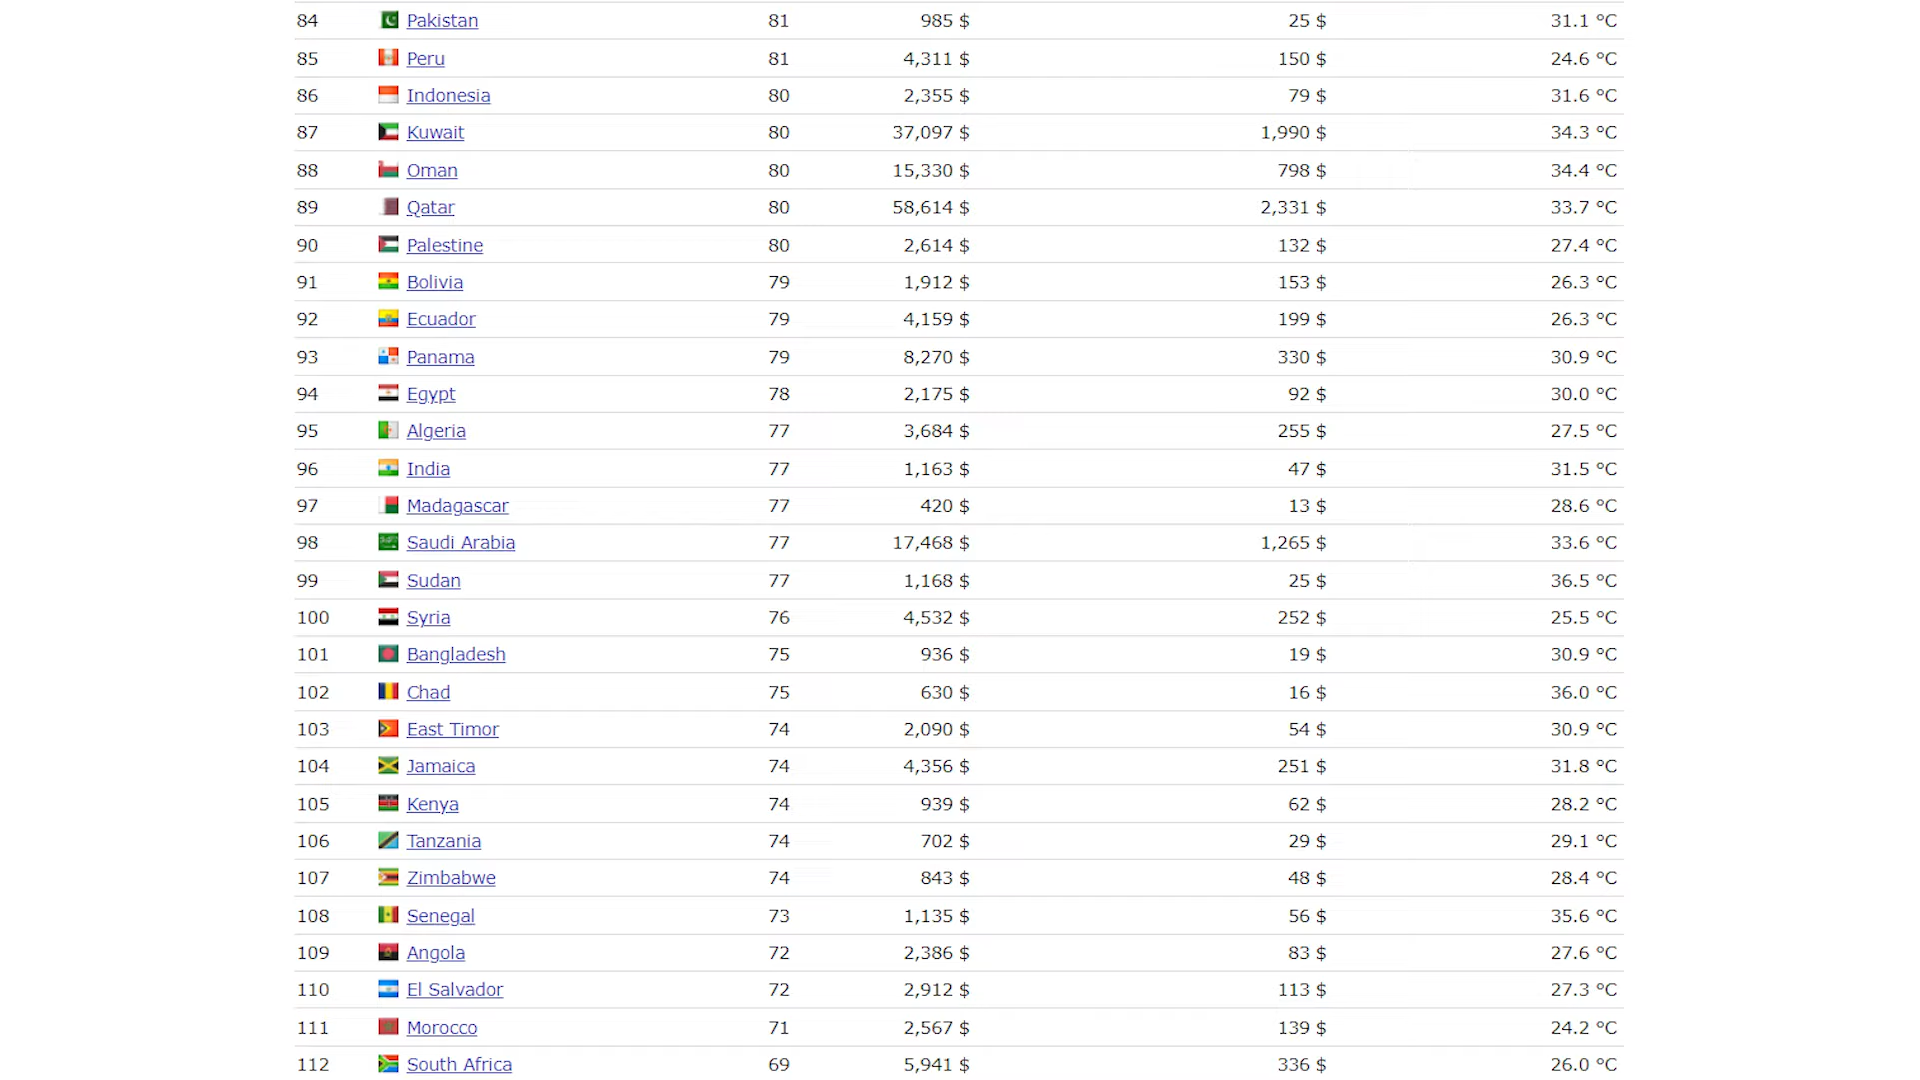 84 Pakistan 81 985 $ 25 $ 31.1 °C
85 Peru 81 4,311 $ 150 $ 24.6 °C
86 Indonesia 80 2,355 $ 79 $ 31.6 °C
87 Kuwait 80 37,097 $ 1,990 $ 34.3 °C
88 Oman 80 15,330 $ 798 $ 34.4 °C
89 Qatar 80 58,614 $ 2,331 $ 33.7 °C
90 Palestine 80 2,614 $ 132 $ 27.4 °C
91 Bolivia 79 1,912 $ 153 $ 26.3 °C
92 Ecuador 79 4,159 $ 199 $ 26.3 °C
93 Panama 79 8,270 $ 330 $ 30.9 °C
94 Egypt 78 2,175 $ 92 $ 30.0 °C
95 Algeria 77 3,684 $ 255 $ 27.5 °C
96 India 77 1,163 $ 47 $ 31.5 °C
97 Madagascar 77 420 $ 13 $ 28.6 °C
98 Saudi Arabia 77 17,468 $ 1,265 $ 33.6 °C
99 Sudan 77 1,168 $ 25 $ 36.5 °C
100 Syria 76 4,532 $ 252 $ 25.5 °C
101 Bangladesh 75 936 $ 19 $ 30.9 °C
102 Chad 75 630 $ 16 $ 36.0 °C
103 East Timor 74 2,090 $ 54 $ 30.9 °C
104 Jamaica 74 4,356 $ 251 $ 31.8 °C
105 Kenya 74 939 $ 62 $ 28.2 °C
106 Tanzania 74 702 $ 29 $ 29.1 °C
107 Zimbabwe 74 843 $ 48 $ 28.4 °C
108 Senegal 73 1,135 $ 56 $ 35.6 °C
109 Angola 72 2,386 $ 83 $ 27.6 °C
110 El Salvador 72 2,912 $ 113 $ 27.3 °C
111 Morocco 71 2,567 $ 139 $ 24.2 °C
112 South Africa 69 5,941 $ 336 $ 26.0 °C